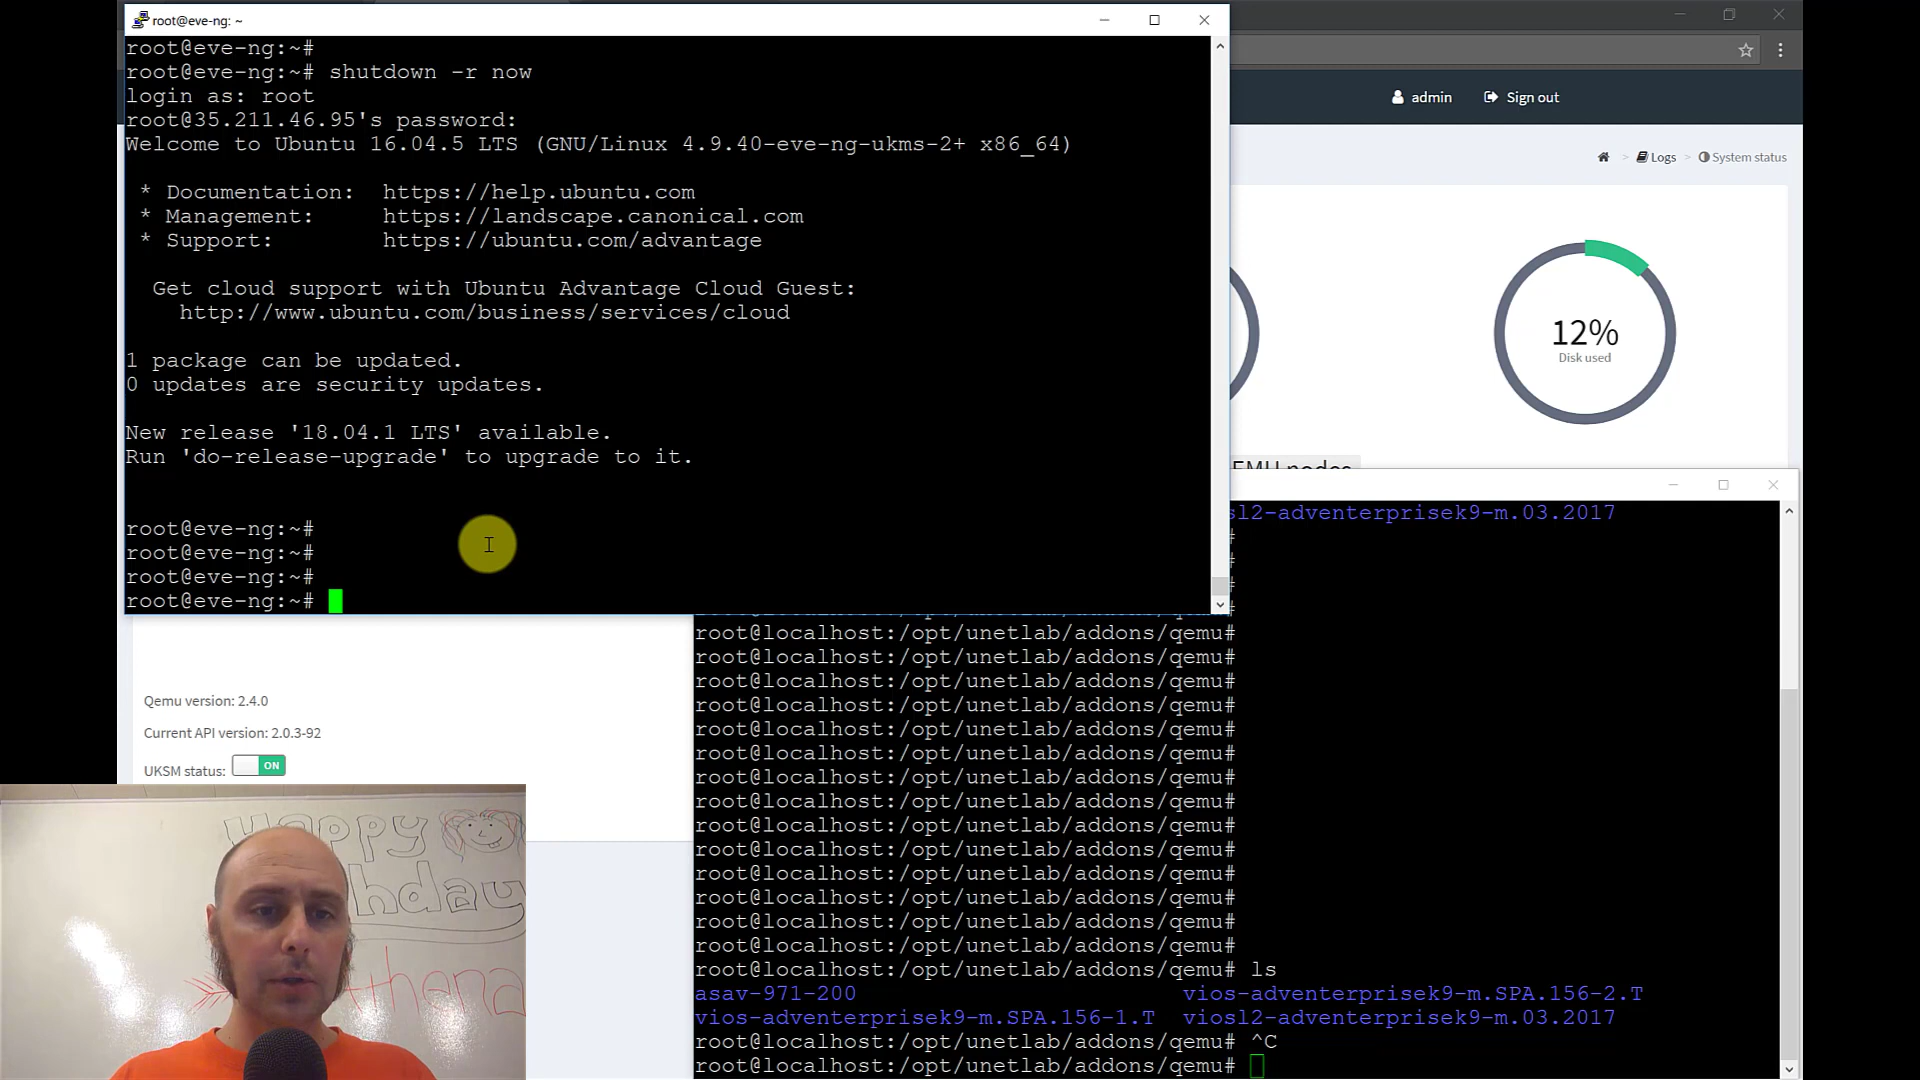 root@eve-ng: ~
root@eve-ng:~#
root@eve-ng:~# shutdown -r now
login as: root
root@35.211.46.95's password:
Welcome to Ubuntu 16.04.5 LTS (GNU/Linux 4.9.40-eve-ng-ukms-2+ x86_64)
* Documentation: https://help.ubuntu.com
* Management: https://landscape.canonical.com
* Support: https://ubuntu.com/advantage
Get cloud support with Ubuntu Advantage Cloud Guest:
http://www.ubuntu.com/business/services/cloud
1 package can be updated.
0 updates are security updates.
New release '18.04.1 LTS' available.
Run 'do-release-upgrade' to upgrade to it.
root@eve-ng:~#
root@eve-ng:~#
root@eve-ng:~#
root@eve-ng:~#
admin Sign out
> Logs > System status
12%
Disk used
EMU nodes
sl2-adventerprisek9-m.03.2017
#
#
#
#
root@localhost:/opt/unetlab/addons/qemu#
root@localhost:/opt/unetlab/addons/qemu#
root@localhost:/opt/unetlab/addons/qemu#
root@localhost:/opt/unetlab/addons/qemu#
root@localhost:/opt/unetlab/addons/qemu#
root@localhost:/opt/unetlab/addons/qemu#
root@localhost:/opt/unetlab/addons/qemu#
root@localhost:/opt/unetlab/addons/qemu#
root@localhost:/opt/unetlab/addons/qemu#
root@localhost:/opt/unetlab/addons/qemu#
root@localhost:/opt/unetlab/addons/qemu#
root@localhost:/opt/unetlab/addons/qemu#
root@localhost:/opt/unetlab/addons/qemu#
root@localhost:/opt/unetlab/addons/qemu#
root@localhost:/opt/unetlab/addons/qemu# ls
asav-971-200 vios-adventerprisek9-m.SPA.156-2.T
vios-adventerprisek9-m.SPA.156-1.T viosl2-adventerprisek9-m.03.2017
root@localhost:/opt/unetlab/addons/qemu# ^C
root@localhost:/opt/unetlab/addons/qemu#
Qemu version: 2.4.0
Current API version: 2.0.3-92
UKSM status: ON
Happy
hday
thena